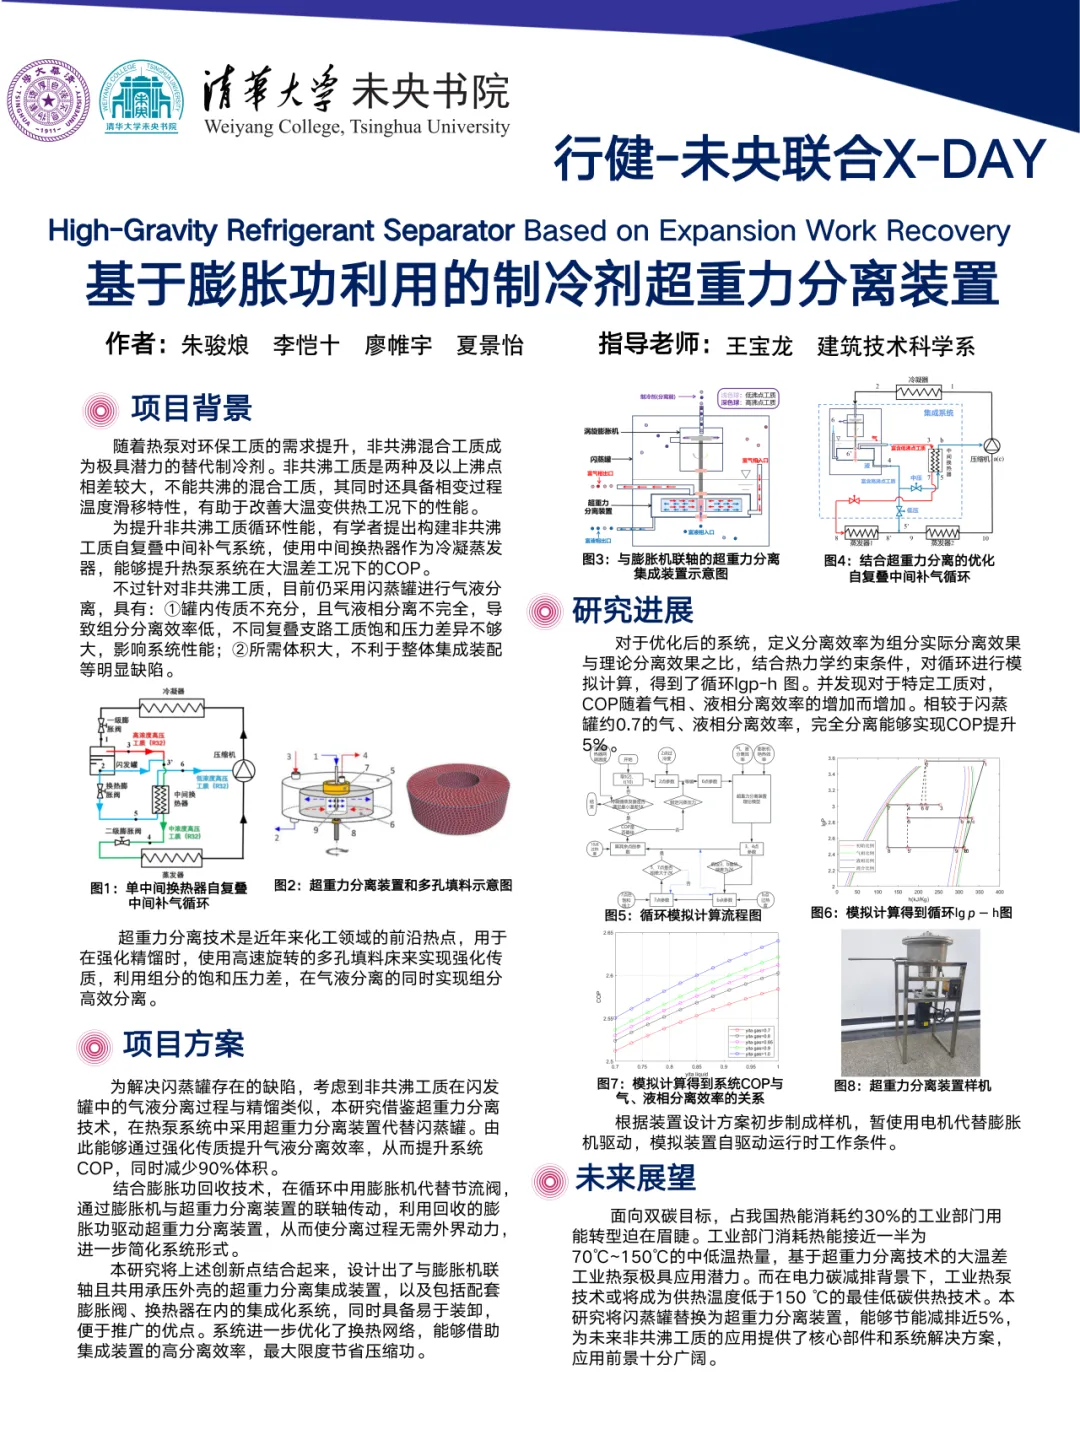 清华大学 未央书院
Weiyang College, Tsinghua University
清华大学未央书院
行健-未央联合X-DAY
High-Gravity Refrigerant Separator Based on Expansion Work Recovery
基于膨胀功利用的制冷剂超重力分离装置
作者：朱骏烺 李恺十 廖帷宇 夏景怡
指导老师：王宝龙 建筑技术科学系
项目背景
随着热泵对环保工质的需求提升，非共沸混合工质成
为极具潜力的替代制冷剂。非共沸工质是两种及以上沸点
相差较大，不能共沸的混合工质，其同时还具备相变过程
温度滑移特性，有助于改善大温变供热工况下的性能。
为提升非共沸工质循环性能，有学者提出构建非共沸
工质自复叠中间补气系统，使用中间换热器作为冷凝蒸发
器，能够提升热泵系统在大温差工况下的COP。
不过针对非共沸工质，目前仍采用闪蒸罐进行气液分
离，具有：①罐内传质不充分，且气液相分离不完全，导
致组分分离效率低，不同复叠支路工质饱和压力差异不够
大，影响系统性能；②所需体积大，不利于整体集成装配
等明显缺陷。
冷凝器
一级膨
胀阀
高浓度高压
工质（R32）
闪发罐
压缩机
低浓度高压
工质（R32）
换热膨
胀阀
中间换
热器
二级膨胀阀
中浓度高压
工质（R32）
蒸发器
图1：单中间换热器自复叠
中间补气循环
图2：超重力分离装置和多孔填料示意图
超重力分离技术是近年来化工领域的前沿热点，用于
在强化精馏时，使用高速旋转的多孔填料床来实现强化传
质，利用组分的饱和压力差，在气液分离的同时实现组分
高效分离。
项目方案
为解决闪蒸罐存在的缺陷，考虑到非共沸工质在闪发
罐中的气液分离过程与精馏类似，本研究借鉴超重力分离
技术，在热泵系统中采用超重力分离装置代替闪蒸罐。由
此能够通过强化传质提升气液分离效率，从而提升系统
COP，同时减少90%体积。
结合膨胀功回收技术，在循环中用膨胀机代替节流阀，
通过膨胀机与超重力分离装置的联轴传动，利用回收的膨
胀功驱动超重力分离装置，从而使分离过程无需外界动力，
进一步简化系统形式。
本研究将上述创新点结合起来，设计出了与膨胀机联
轴且共用承压外壳的超重力分离集成装置，以及包括配套
膨胀阀、换热器在内的集成化系统，同时具备易于装卸，
便于推广的优点。系统进一步优化了换热网络，能够借助
集成装置的高分离效率，最大限度节省压缩功。
浅色球：低沸点工质
深色球：高沸点工质
涡旋膨胀机
闪蒸罐
超重力
分离装置
图3：与膨胀机联轴的超重力分离
集成装置示意图
冷凝器
集成系统
压缩机
中间换热器
中压
低压
蒸发器1
蒸发器2
图4：结合超重力分离的优化
自复叠中间补气循环
研究进展
对于优化后的系统，定义分离效率为组分实际分离效果
与理论分离效果之比，结合热力学约束条件，对循环进行模
拟计算，得到了循环lgp-h 图。并发现对于特定工质对，
COP随着气相、液相分离效率的增加而增加。相较于闪蒸
罐约0.7的气、液相分离效率，完全分离能够实现COP提升
5%。
图5：循环模拟计算流程图
h(kJ/Kg)
图6：模拟计算得到循环lg p − h图
COP
yita gas=0.7
yita gas=1.0
yita liquid
图7：模拟计算得到系统COP与
气、液相分离效率的关系
图8：超重力分离装置样机
根据装置设计方案初步制成样机，暂使用电机代替膨胀
机驱动，模拟装置自驱动运行时工作条件。
未来展望
面向双碳目标，占我国热能消耗约30%的工业部门用
能转型迫在眉睫。工业部门消耗热能接近一半为
70℃~150℃的中低温热量，基于超重力分离技术的大温差
工业热泵极具应用潜力。而在电力碳减排背景下，工业热泵
技术或将成为供热温度低于150 ℃的最佳低碳供热技术。本
研究将闪蒸罐替换为超重力分离装置，能够节能减排近5%，
为未来非共沸工质的应用提供了核心部件和系统解决方案，
应用前景十分广阔。